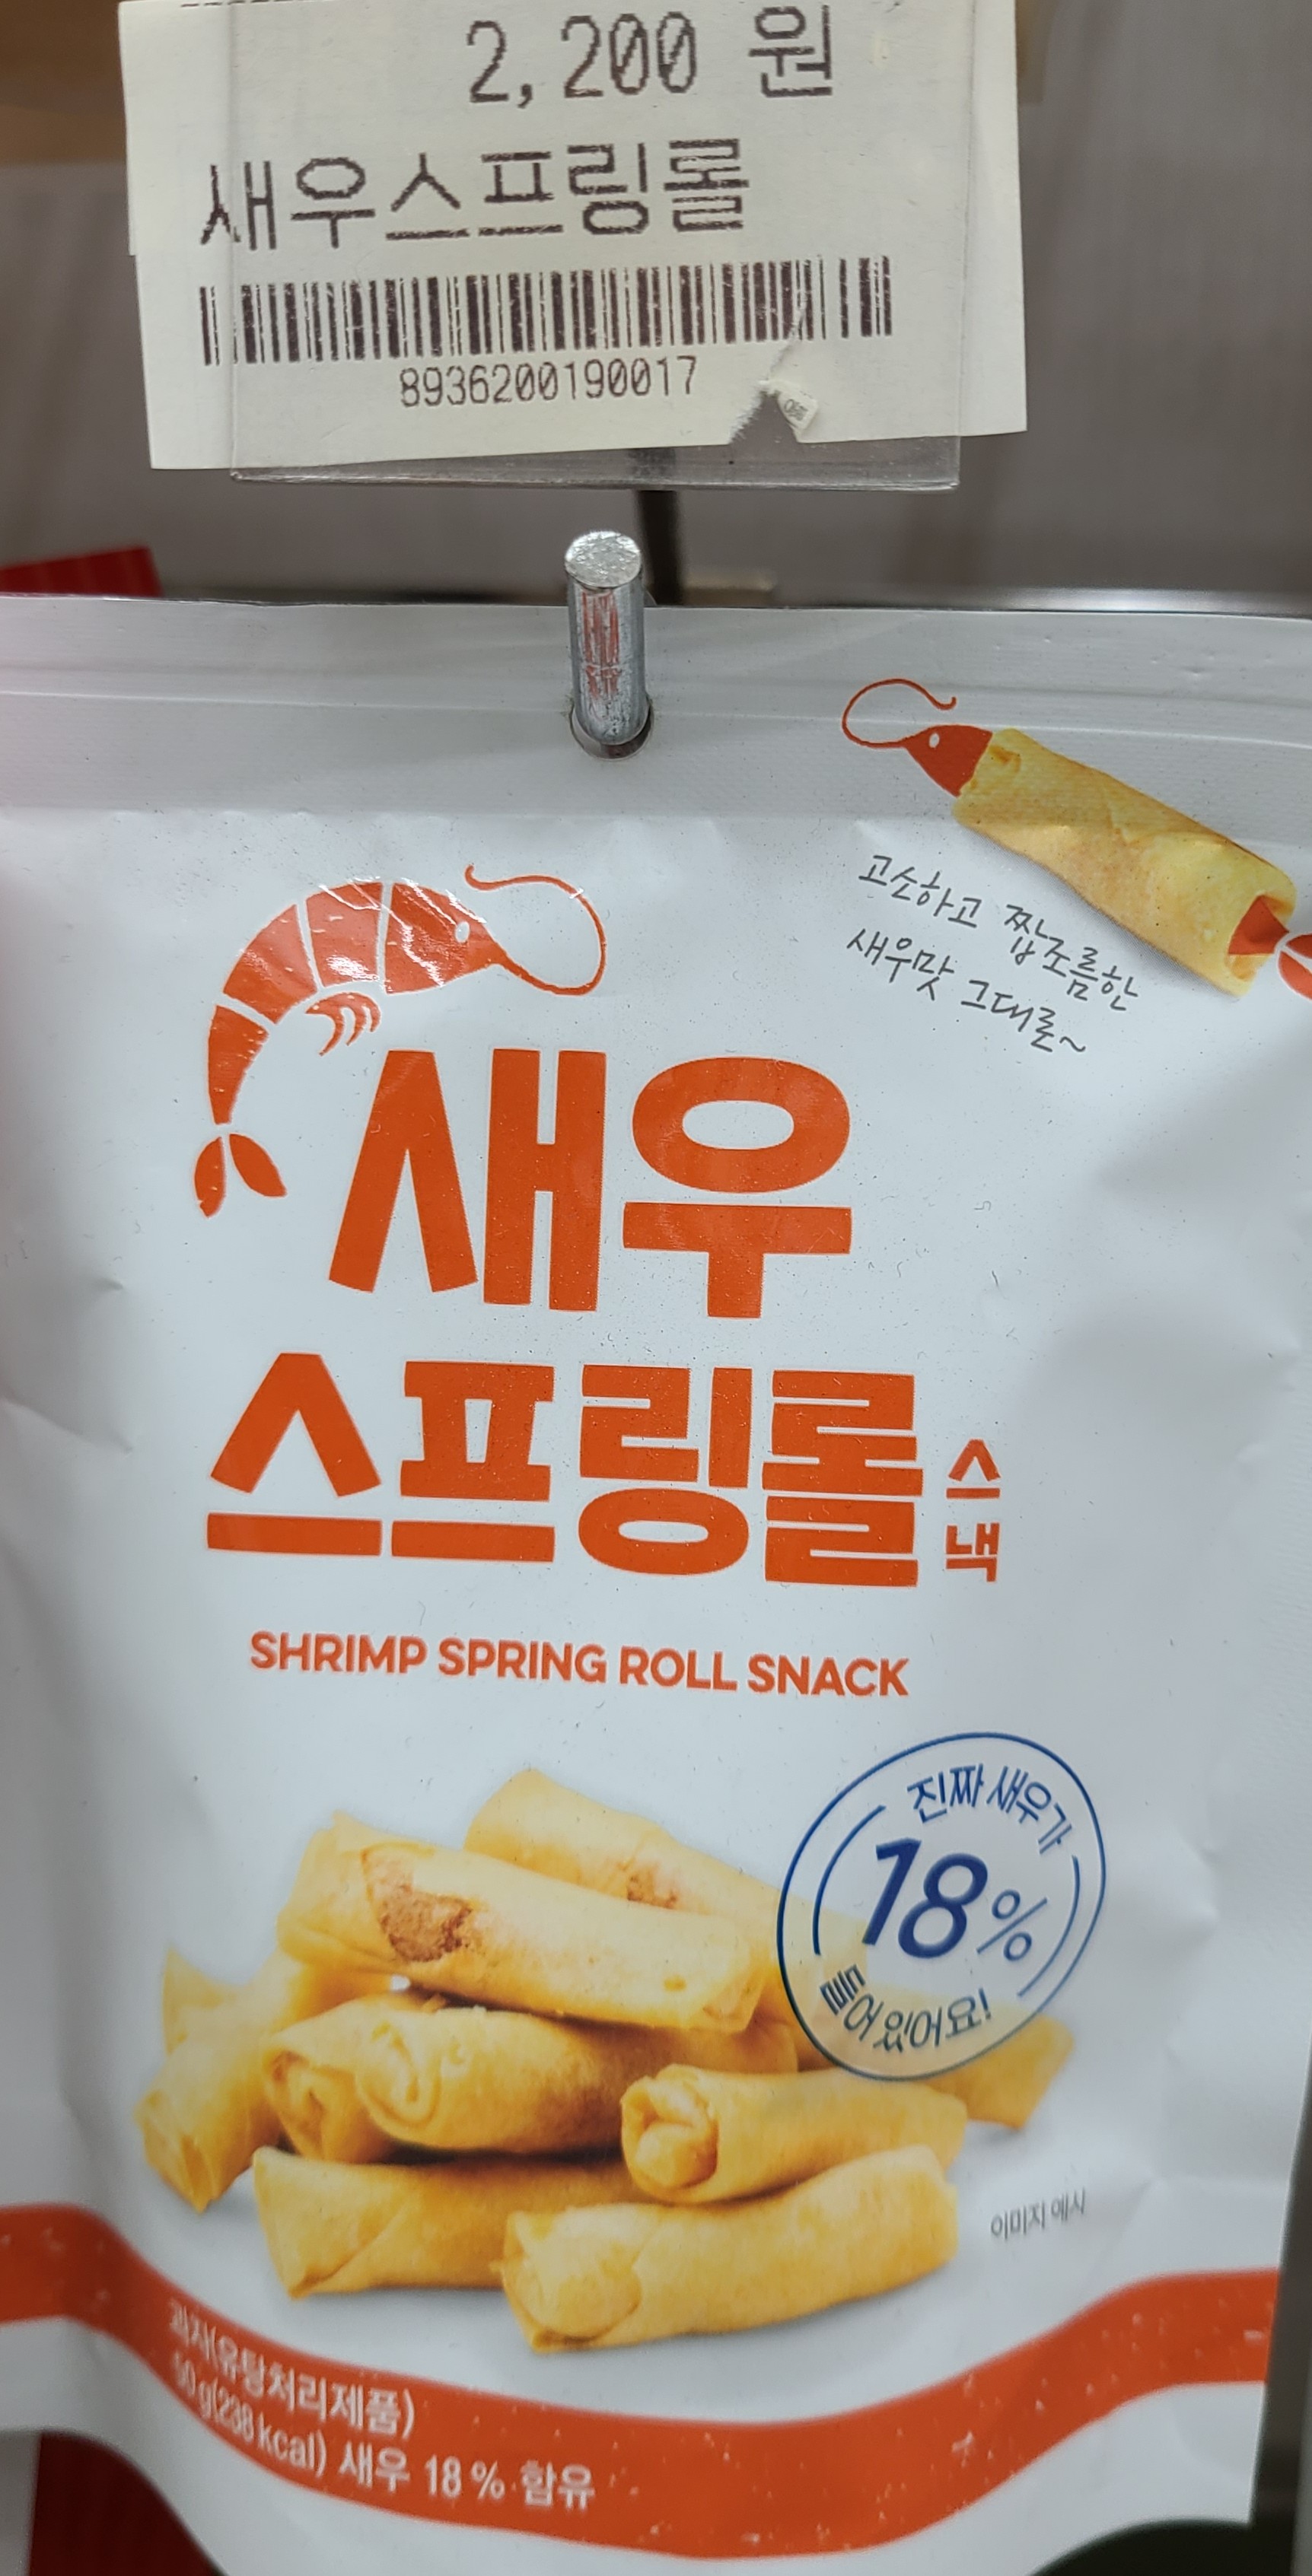 2,200 원
새우스프링롤
8936200190017
고소하고 짭조름한
새우맛 그대로~
새우
스프링롤
스낵
SHRIMP SPRING ROLL SNACK
진짜 새우가
18%
들어있어요!
이미지 예시
과자(유탕처리제품)
50g(238 kcal) 새우 18% 함유